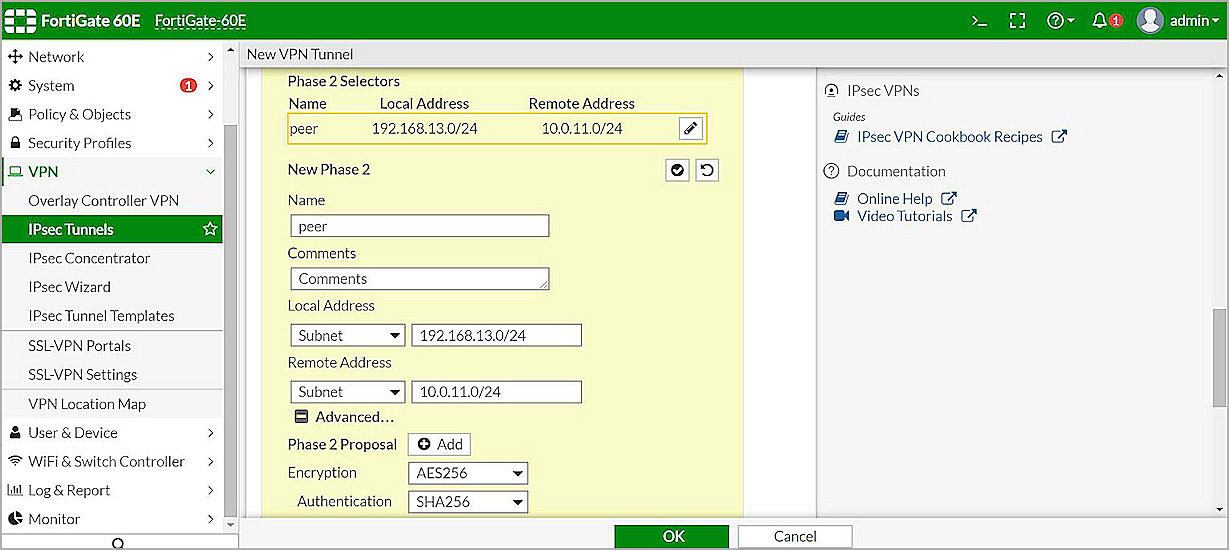 FortiGate 60E FortiGate-60E
1 admin
Network
System 1
Policy & Objects
Security Profiles
VPN
Overlay Controller VPN
IPsec Tunnels
IPsec Concentrator
IPsec Wizard
IPsec Tunnel Templates
SSL-VPN Portals
SSL-VPN Settings
VPN Location Map
User & Device
WiFi & Switch Controller
Log & Report
Monitor
New VPN Tunnel
Phase 2 Selectors
Name Local Address Remote Address
peer 192.168.13.0/24 10.0.11.0/24
New Phase 2
Name
peer
Comments
Comments
Local Address
Subnet 192.168.13.0/24
Remote Address
Subnet 10.0.11.0/24
Advanced...
Phase 2 Proposal Add
Encryption AES256
Authentication SHA256
OK Cancel
IPsec VPNs
Guides
IPsec VPN Cookbook Recipes
Documentation
Online Help
Video Tutorials